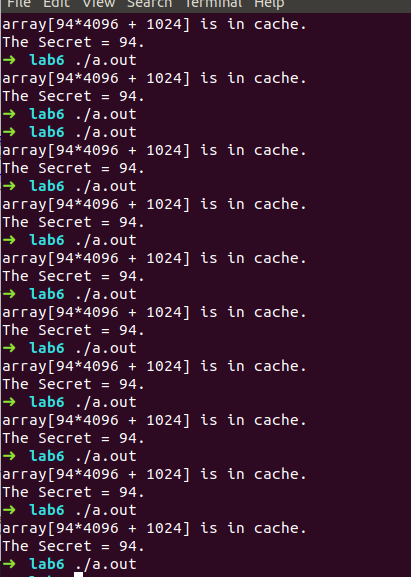 File Edit View Search Terminal Help
array[94*4096 + 1024] is in cache.
The Secret = 94.
➜ lab6 ./a.out
array[94*4096 + 1024] is in cache.
The Secret = 94.
➜ lab6 ./a.out
➜ lab6 ./a.out
array[94*4096 + 1024] is in cache.
The Secret = 94.
➜ lab6 ./a.out
array[94*4096 + 1024] is in cache.
The Secret = 94.
➜ lab6 ./a.out
array[94*4096 + 1024] is in cache.
The Secret = 94.
➜ lab6 ./a.out
array[94*4096 + 1024] is in cache.
The Secret = 94.
➜ lab6 ./a.out
array[94*4096 + 1024] is in cache.
The Secret = 94.
➜ lab6 ./a.out
array[94*4096 + 1024] is in cache.
The Secret = 94.
➜ lab6 ./a.out
array[94*4096 + 1024] is in cache.
The Secret = 94.
➜ lab6 ./a.out
array[94*4096 + 1024] is in cache.
The Secret = 94.
➜ lab6 ./a.out